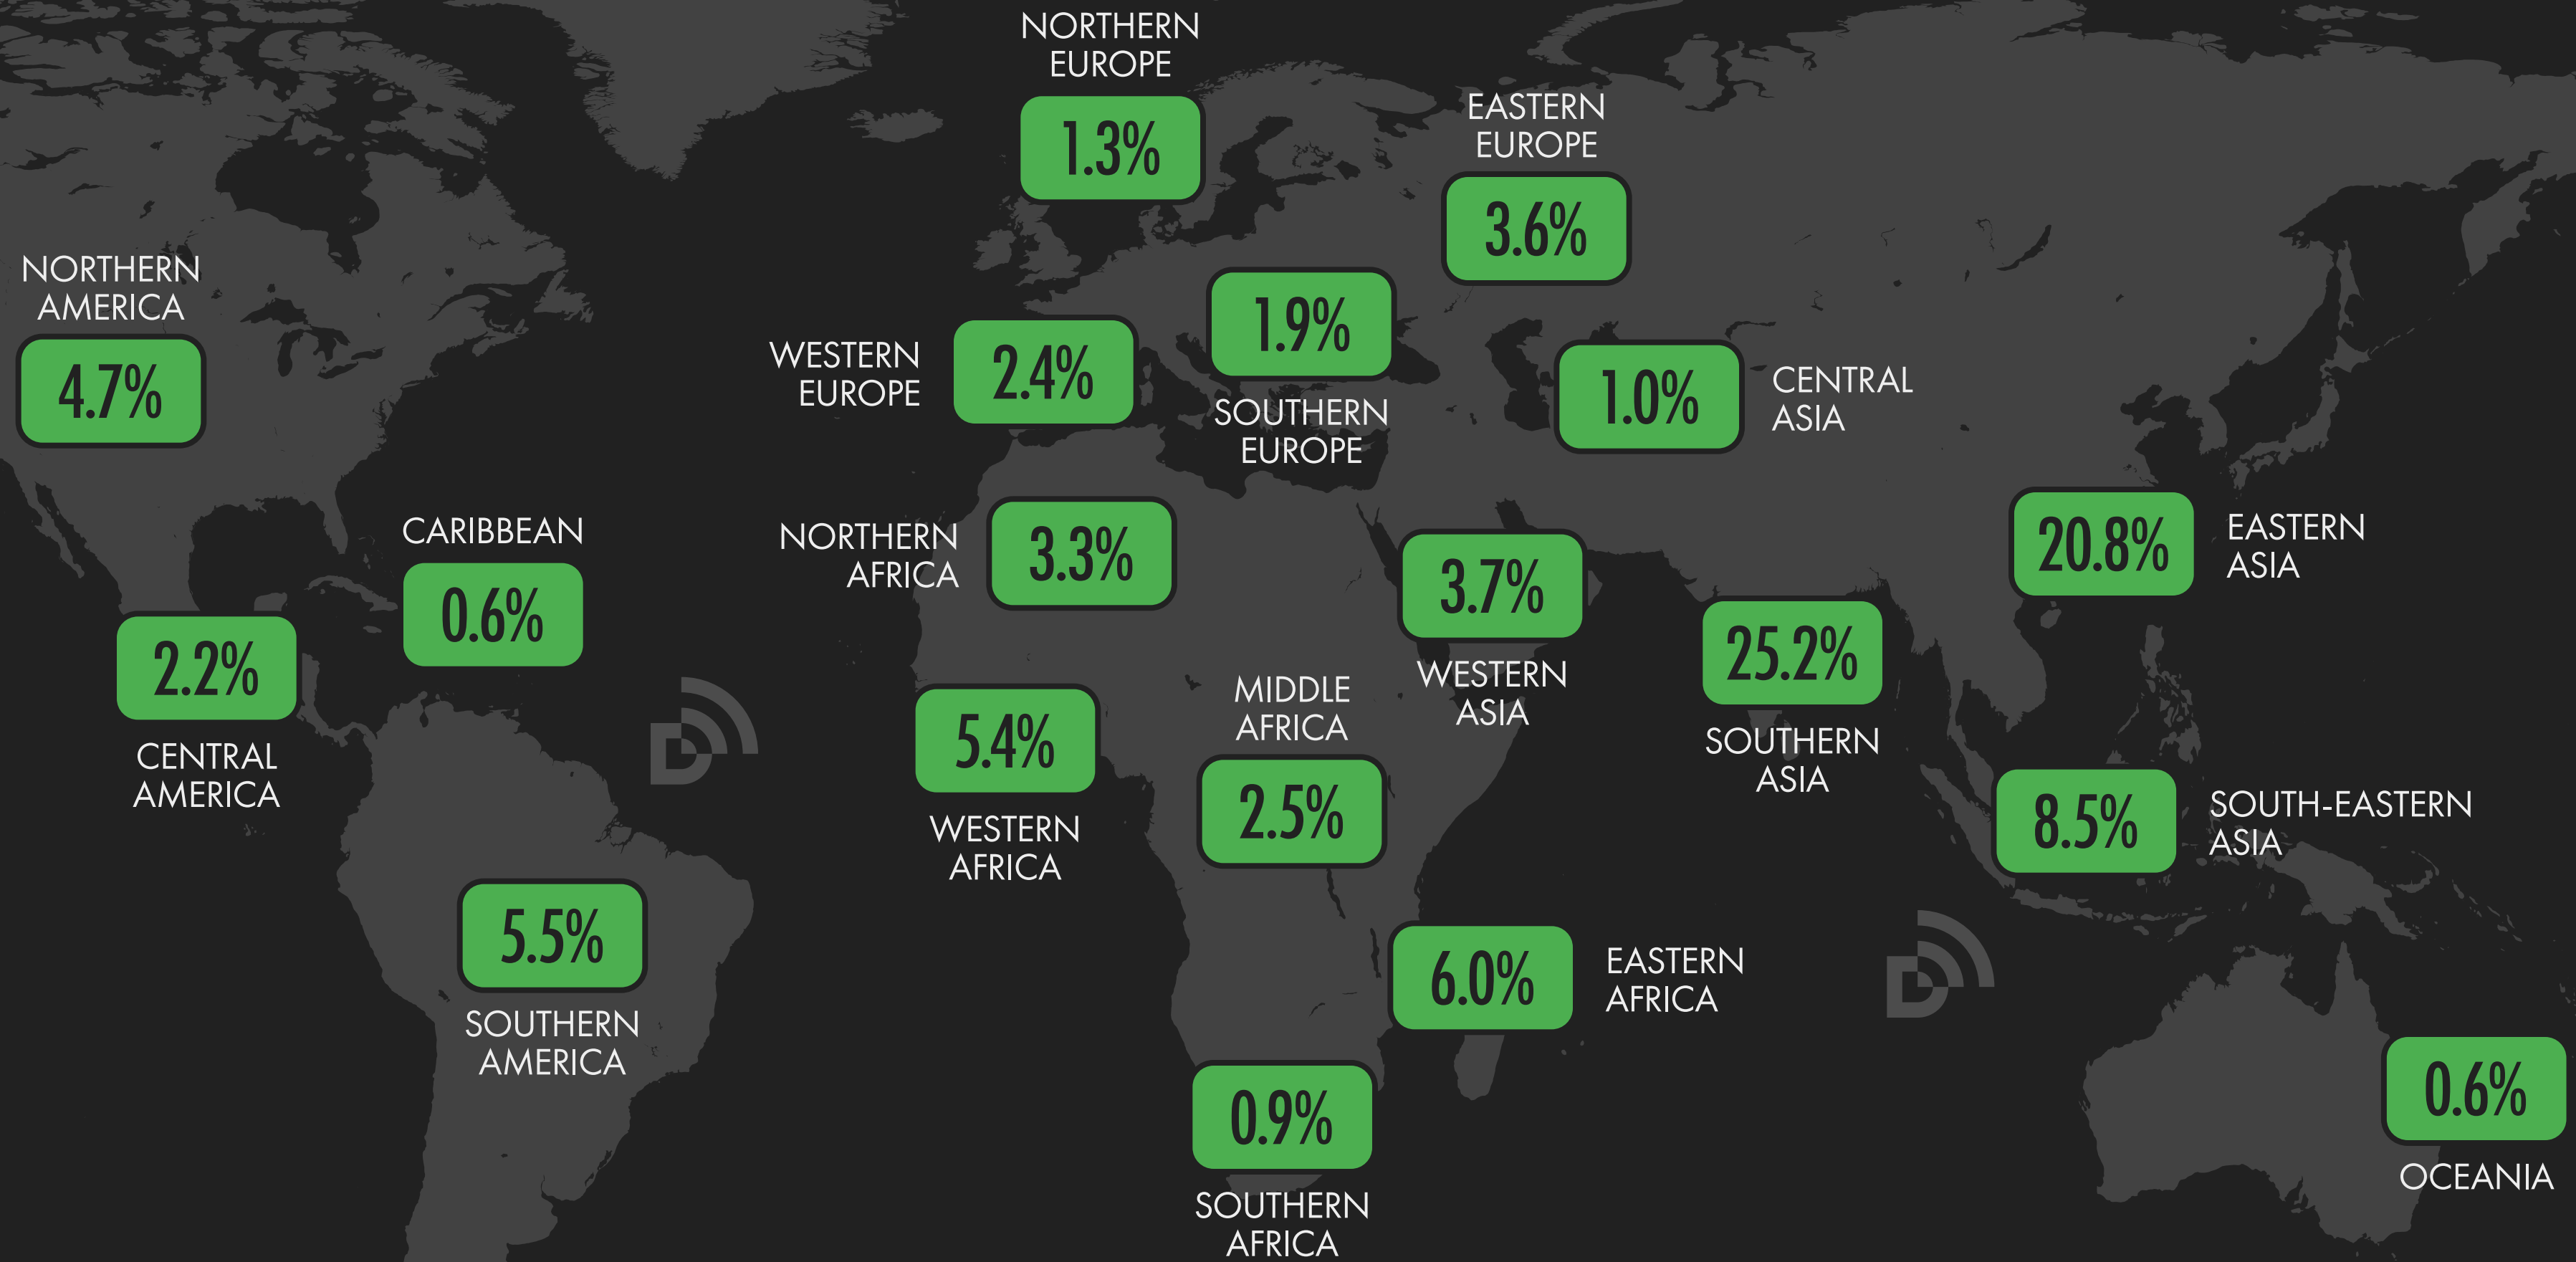 NORTHERN
EUROPE
1.3%
EASTERN
EUROPE
3.6%
NORTHERN
AMERICA
4.7%
WESTERN
EUROPE
2.4%
1.9%
SOUTHERN
EUROPE
1.0%
CENTRAL
ASIA
CARIBBEAN
0.6%
NORTHERN
AFRICA
3.3%
3.7%
WESTERN
ASIA
20.8%
EASTERN
ASIA
2.2%
CENTRAL
AMERICA
25.2%
SOUTHERN
ASIA
5.4%
WESTERN
AFRICA
MIDDLE
AFRICA
2.5%
8.5%
SOUTH-EASTERN
ASIA
5.5%
SOUTHERN
AMERICA
6.0%
EASTERN
AFRICA
0.9%
SOUTHERN
AFRICA
0.6%
OCEANIA